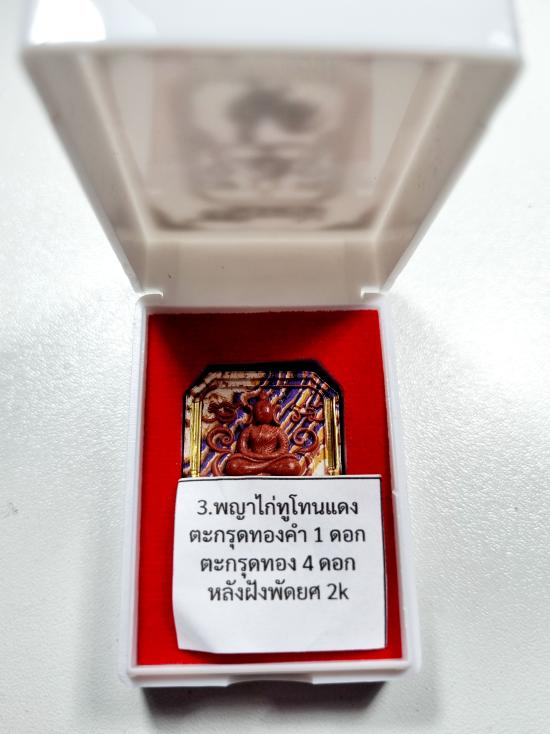 3.พญาไก่ทูโทนแดง
ตะกรุดทองคำ 1 ดอก
ตะกรุดทอง 4 ดอก
หลังฝังพัดยศ 2k